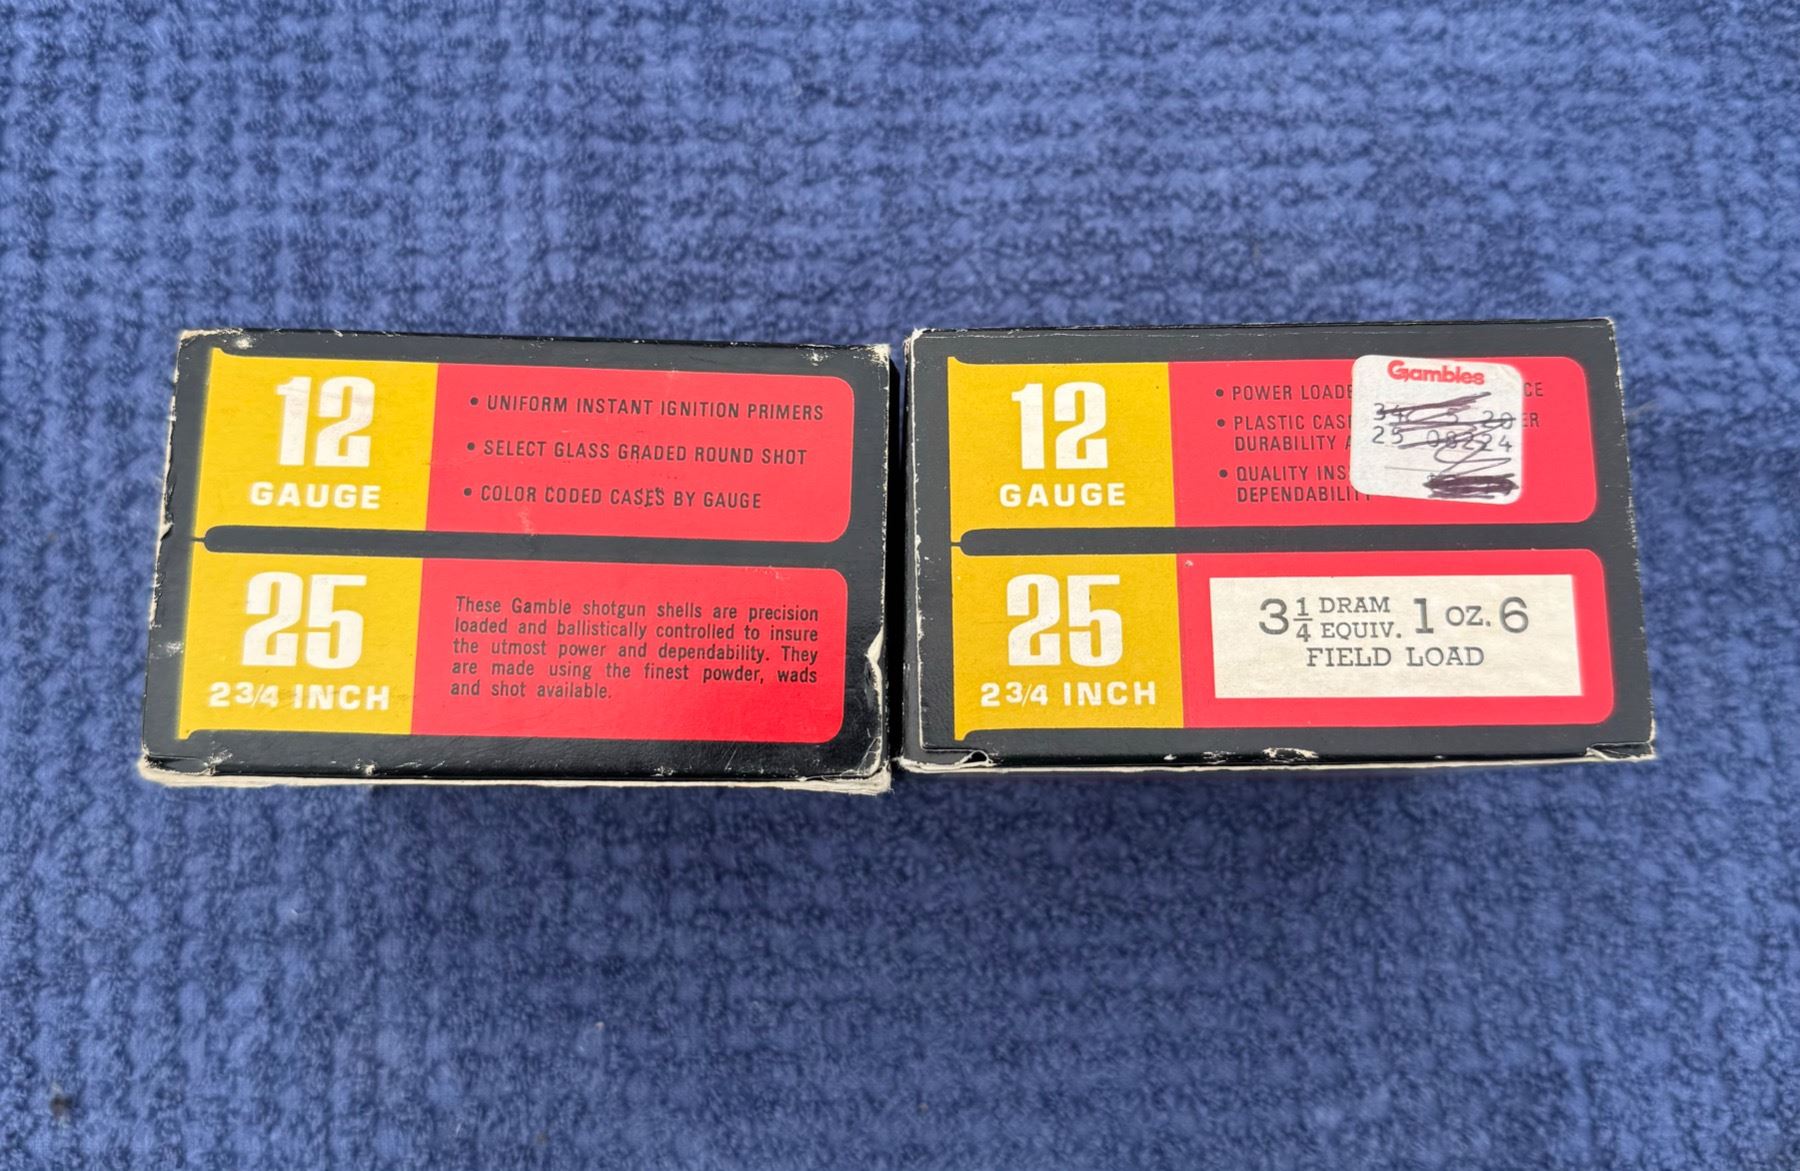 12
GAUGE
• UNIFORM INSTANT IGNITION PRIMERS
• SELECT GLASS GRADED ROUND SHOT
• COLOR CODED CASES BY GAUGE
25
2 3/4 INCH
These Gamble shotgun shells are precision
loaded and ballistically controlled to insure
the utmost power and dependability. They
are made using the finest powder, wads
and shot available.
12
GAUGE
• POWER LOADE
• PLASTIC CAS
DURABILITY
• QUALITY INS
DEPENDABILIT
Gambles
25 08224
25
2 3/4 INCH
3 1/4 DRAM EQUIV. 1 OZ. 6
FIELD LOAD